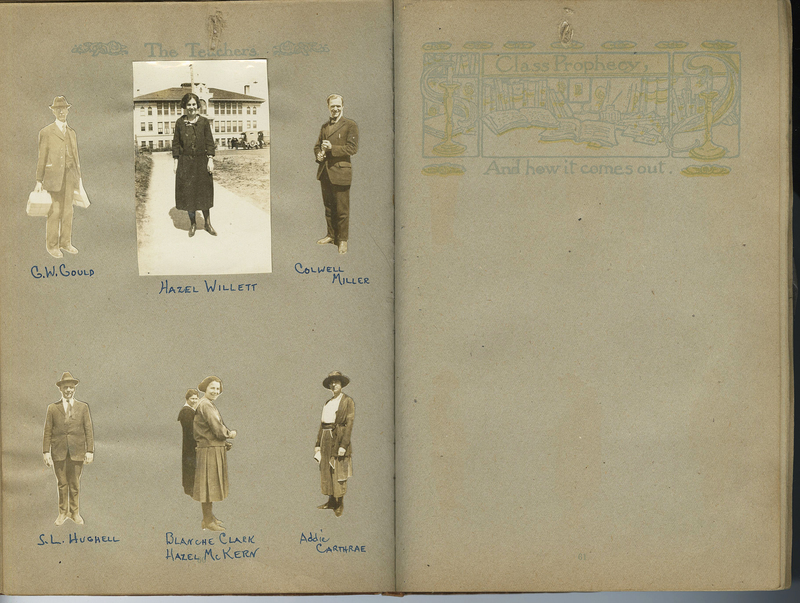 The Teachers
G.W. GOULD
HAZEL WILLETT
COLWELL
MILLER
S.L. HUGHELL
BLANCHE CLARK
HAZEL McKERN
Addie
CARTHRAE
Class Prophecy,
And how it comes out.
61